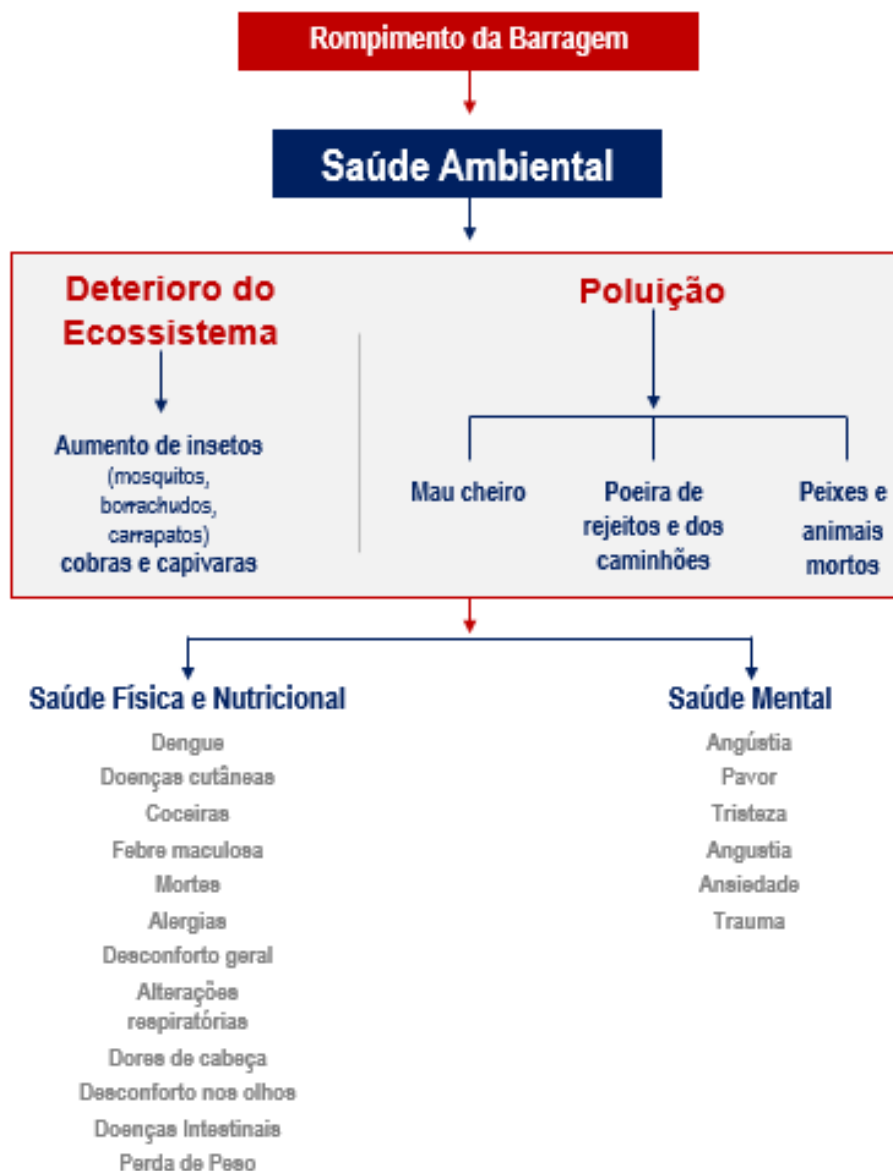 Rompimento da Barragem
Saúde Ambiental
Deterioro do
Ecossistema
Aumento de insetos
(mosquitos,
borrachudos,
carrapatos)
cobras e capivaras
Poluição
Mau cheiro
Poeira de
rejeitos e dos
caminhões
Peixes e
animais
mortos
Saúde Física e Nutricional
Dengue
Doenças cutâneas
Coceiras
Febre maculosa
Mortes
Alergias
Desconforto geral
Alterações
respiratórias
Dores de cabeça
Desconforto nos olhos
Doenças Intestinais
Perda de Peso
Saúde Mental
Angústia
Pavor
Tristeza
Angustia
Ansiedade
Trauma